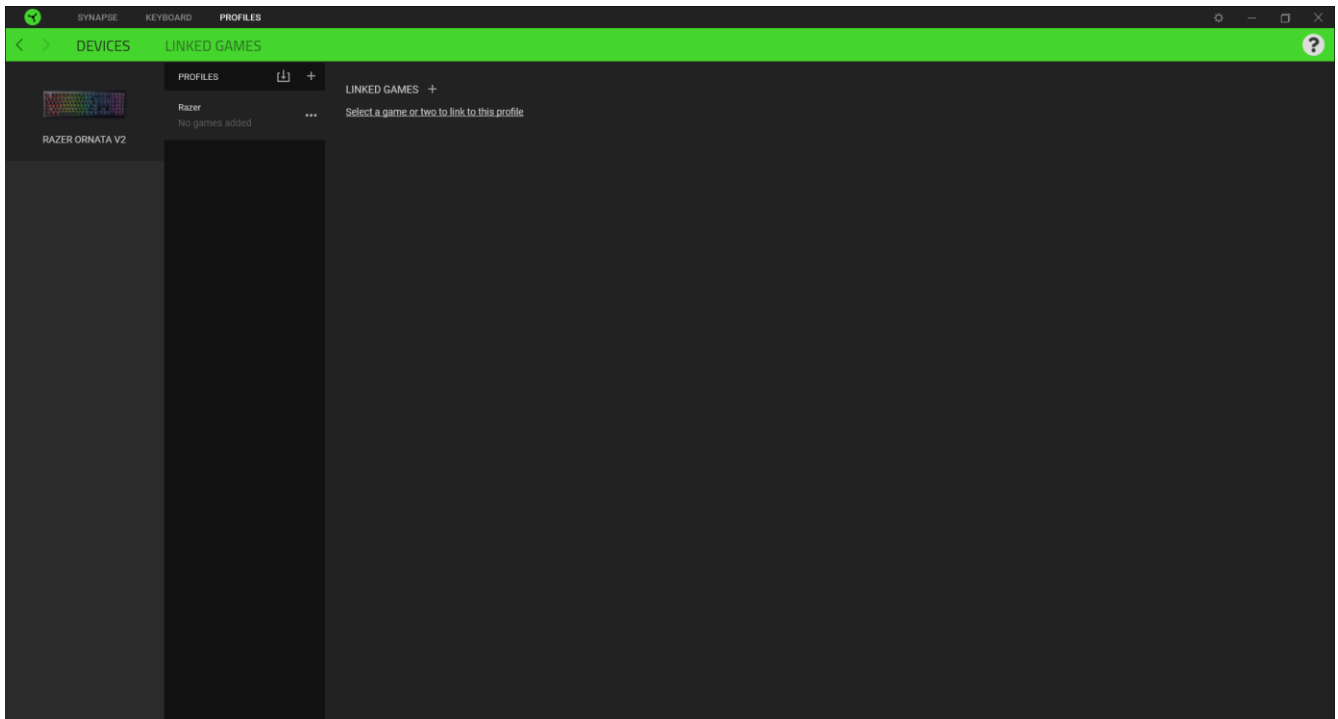 SYNAPSE KEYBOARD PROFILES
DEVICES LINKED GAMES
?
RAZER ORNATA V2
PROFILES +
Razer
No games added
...
LINKED GAMES +
Select a game or two to link to this profile